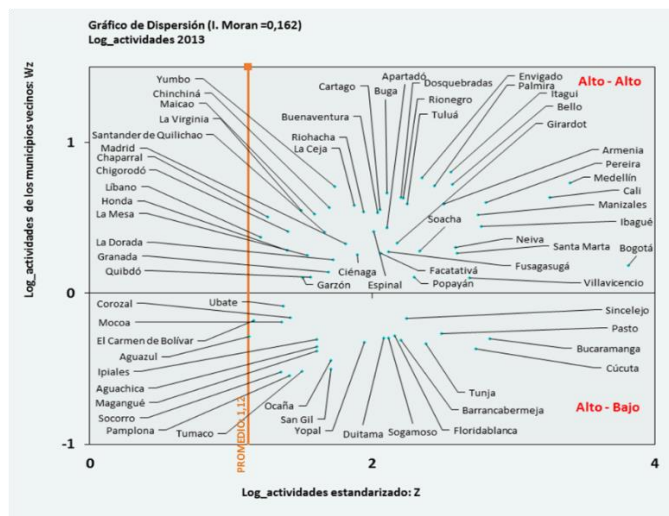 Gráfico de Dispersión (I. Moran =0,162)
Log_actividades 2013
Log_actividades de los municipios vecinos: Wz
Alto - Alto
Yumbo
Chinchiná
Maicao
La Virginia
Santander de Quilichao
Madrid
Chaparral
Chigorodó
Líbano
Honda
La Mesa
La Dorada
Granada
Quibdó
Cartago
Buenaventura
Riohacha
La Ceja
Apartadó
Buga
Dosquebradas
Rionegro
Tuluá
Envigado
Palmira
Itagui
Bello
Girardot
Armenia
Pereira
Medellín
Cali
Manizales
Ibagué
Soacha
Neiva
Santa Marta
Bogotá
Fusagasugá
Villavicencio
Ciénaga
Garzón
Espinal
Facatativá
Popayán
Ubate
Corozal
Mocoa
El Carmen de Bolívar
Aguazul
Ipiales
Aguachica
Magangué
Socorro
Pamplona
Tumaco
Ocaña
San Gil
Yopal
Duitama
Sogamoso
Floridablanca
Barrancabermeja
Tunja
Sincelejo
Pasto
Bucaramanga
Cúcuta
Alto - Bajo
PROMEDIO: 1,12
1
0
-1
0
2
4
Log_actividades estandarizado: Z